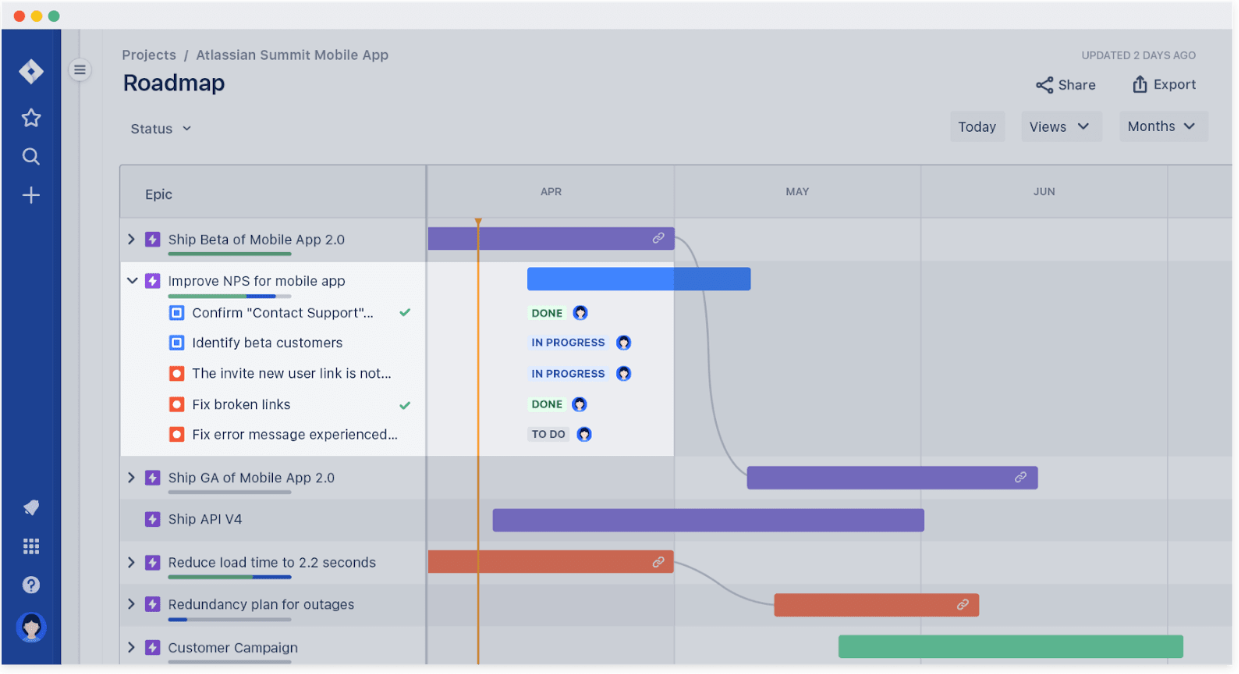 Projects / Atlassian Summit Mobile App
UPDATED 2 DAYS AGO
Roadmap
Share
Export
Status
Today
Views
Months
Epic
APR
MAY
JUN
Ship Beta of Mobile App 2.0
Improve NPS for mobile app
Confirm "Contact Support"...
DONE
Identify beta customers
IN PROGRESS
The invite new user link is not...
IN PROGRESS
Fix broken links
DONE
Fix error message experienced...
TO DO
Ship GA of Mobile App 2.0
Ship API V4
Reduce load time to 2.2 seconds
Redundancy plan for outages
Customer Campaign